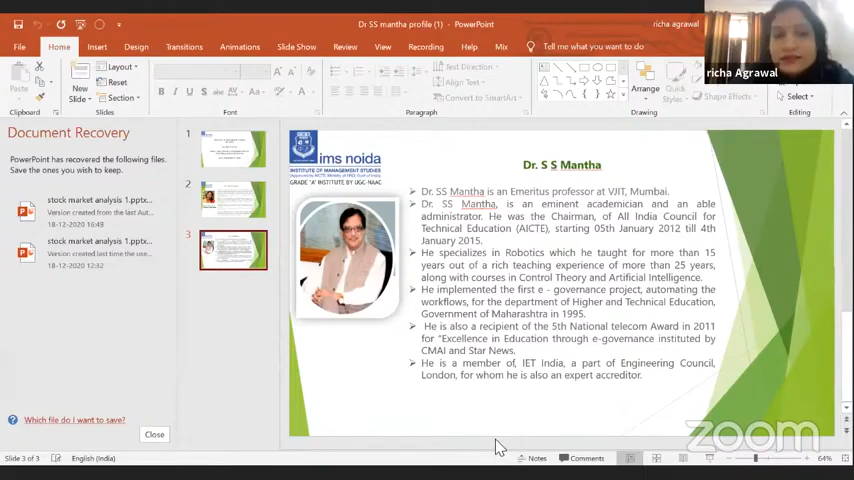 Dr SS mantha profile (1) - PowerPoint
richa agrawal
File Home Insert Design Transitions Animations Slide Show Review View Recording Help Mix Tell me what you want to do
richa Agrawal
Paste
Clipboard
New
Slide
Layout
Reset
Section
Slides
B I U S abc AV Aa A
Font
Text Direction
Align Text
Convert to SmartArt
Paragraph
Arrange
Quick
Styles
Shape Effects
Drawing
Select
Editing
Document Recovery
PowerPoint has recovered the following files.
Save the ones you wish to keep.
stock market analysis 1.pptx...
Version created from the last Aut...
18-12-2020 16:49
stock market analysis 1.pptx...
Version created last time the use...
18-12-2020 12:32
Which file do I want to save?
Close
1
2
3
ims noida
INSTITUTE OF MANAGEMENT STUDIES
GRADE 'A' INSTITUTE BY UGC-NAAC
Dr. S S Mantha
Dr. SS Mantha is an Emeritus professor at VJIT, Mumbai.
Dr. SS Mantha, is an eminent academician and an able
administrator. He was the Chairman, of All India Council for
Technical Education (AICTE), starting 05th January 2012 till 4th
January 2015.
He specializes in Robotics which he taught for more than 15
years out of a rich teaching experience of more than 25 years,
along with courses in Control Theory and Artificial Intelligence.
He implemented the first e - governance project, automating the
workflows, for the department of Higher and Technical Education,
Government of Maharashtra in 1995.
He is also a recipient of the 5th National telecom Award in 2011
for "Excellence in Education through e-governance instituted by
CMAI and Star News.
He is a member of, IET India, a part of Engineering Council,
London, for whom he is also an expert accreditor.
zoom
Slide 3 of 3
English (India)
Notes
Comments
64%